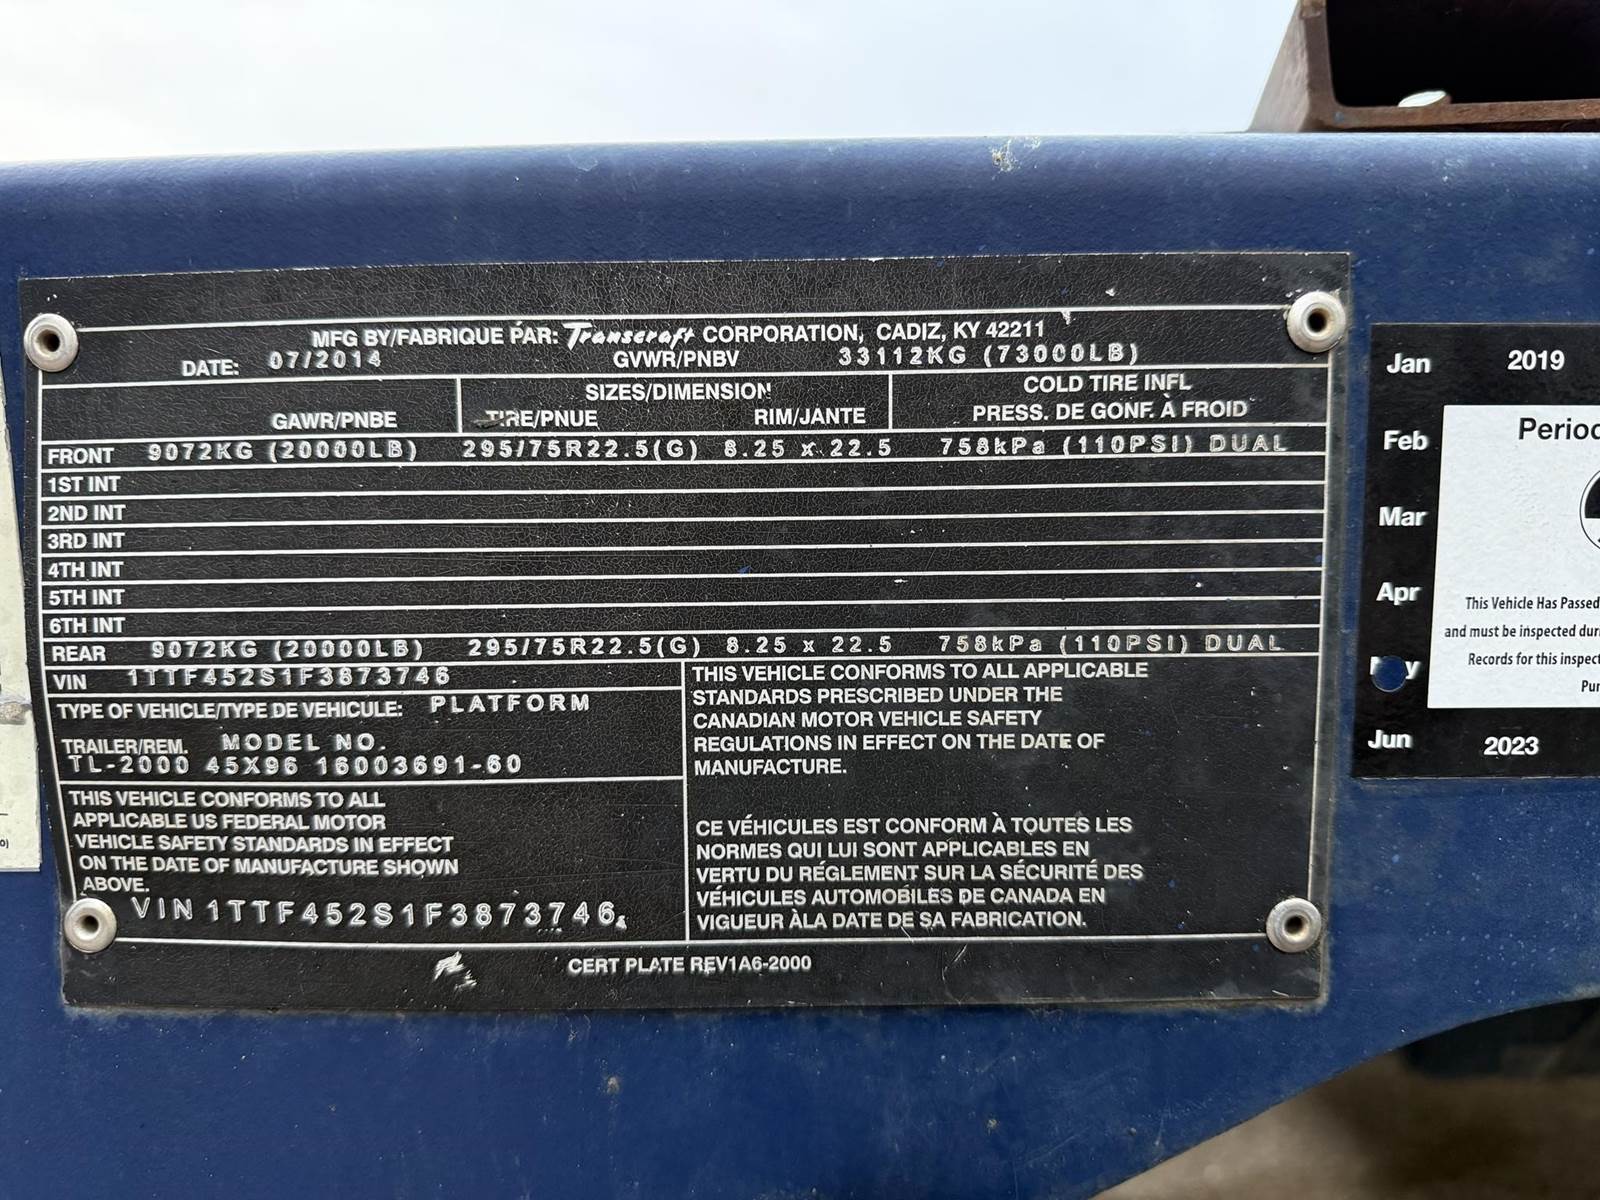 MFG BY/FABRIQUE PAR: Transcraft CORPORATION, CADIZ, KY 42211
DATE: 07/2014 GVWR/PNBV 33112KG (73000LB)
SIZES/DIMENSION
COLD TIRE INFL
GAWR/PNBE TIRE/PNUE RIM/JANTE PRESS. DE GONF. À FROID
FRONT 9072KG (20000LB) 295/75R22.5(G) 8.25 x 22.5 758kPa (110PSI) DUAL
1ST INT
2ND INT
3RD INT
4TH INT
5TH INT
6TH INT
REAR 9072KG (20000LB) 295/75R22.5(G) 8.25 x 22.5 758kPa (110PSI) DUAL
VIN 1TTF452S1F3873746
TYPE OF VEHICLE/TYPE DE VEHICULE: PLATFORM
TRAILER/REM. MODEL NO.
TL-2000 45X96 16003691-60
THIS VEHICLE CONFORMS TO ALL
APPLICABLE US FEDERAL MOTOR
VEHICLE SAFETY STANDARDS IN EFFECT
ON THE DATE OF MANUFACTURE SHOWN
ABOVE.
VIN 1TTF452S1F3873746
THIS VEHICLE CONFORMS TO ALL APPLICABLE
STANDARDS PRESCRIBED UNDER THE
CANADIAN MOTOR VEHICLE SAFETY
REGULATIONS IN EFFECT ON THE DATE OF
MANUFACTURE.
CE VÉHICULES EST CONFORM À TOUTES LES
NORMES QUI LUI SONT APPLICABLES EN
VERTU DU RÉGLEMENT SUR LA SÉCURITÉ DES
VÉHICULES AUTOMOBILES DE CANADA EN
VIGUEUR ÀLA DATE DE SA FABRICATION.
CERT PLATE REV1A6-2000
Jan 2019
Feb
Mar
Apr
May
Jun 2023
This Vehicle Has Passed
and must be inspected
Records for this